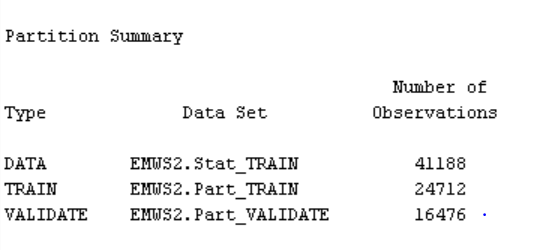 Partition Summary
Number of
Type Data Set Observations
DATA EMWS2.Stat_TRAIN 41188
TRAIN EMWS2.Part_TRAIN 24712
VALIDATE EMWS2.Part_VALIDATE 16476